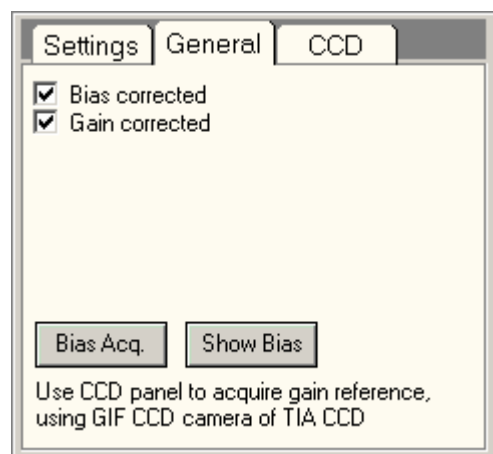 Settings General CCD
Bias corrected
Gain corrected
Bias Acq. Show Bias
Use CCD panel to acquire gain reference,
using GIF CCD camera of TIA CCD